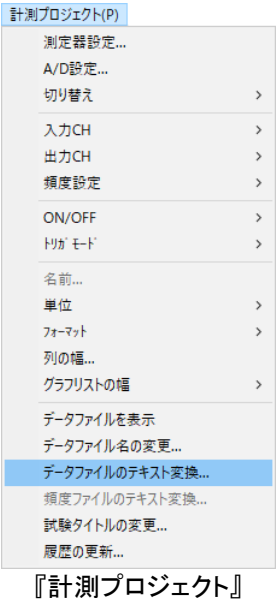 計測プロジェクト(P)
測定器設定...
A/D設定...
切り替え
入力CH
出力CH
頻度設定
ON/OFF
ﾄﾘｶﾞﾓｰﾄﾞ
名前...
単位
ﾌｫｰﾏｯﾄ
列の幅...
グラフリストの幅
データファイルを表示
データファイル名の変更...
データファイルのテキスト変換...
頻度ファイルのテキスト変換...
試験タイトルの変更...
履歴の更新...
『計測プロジェクト』